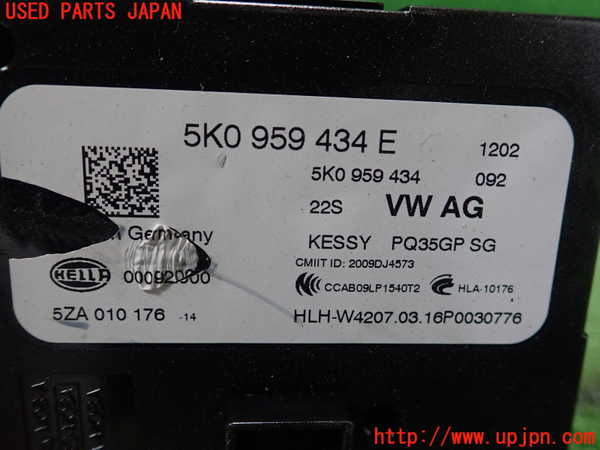 USED PARTS JAPAN
5K0 959 434 E
1202
5K0 959 434
092
22S VW AG
Germany
KESSY PQ35GP SG
CMIIT ID: 2009DJ4573
HELLA
CCAB09LP1540T2 HLA-10176
5ZA 010 176 -14
HLH-W4207.03.16P0030776
http://www.upjpn.com/